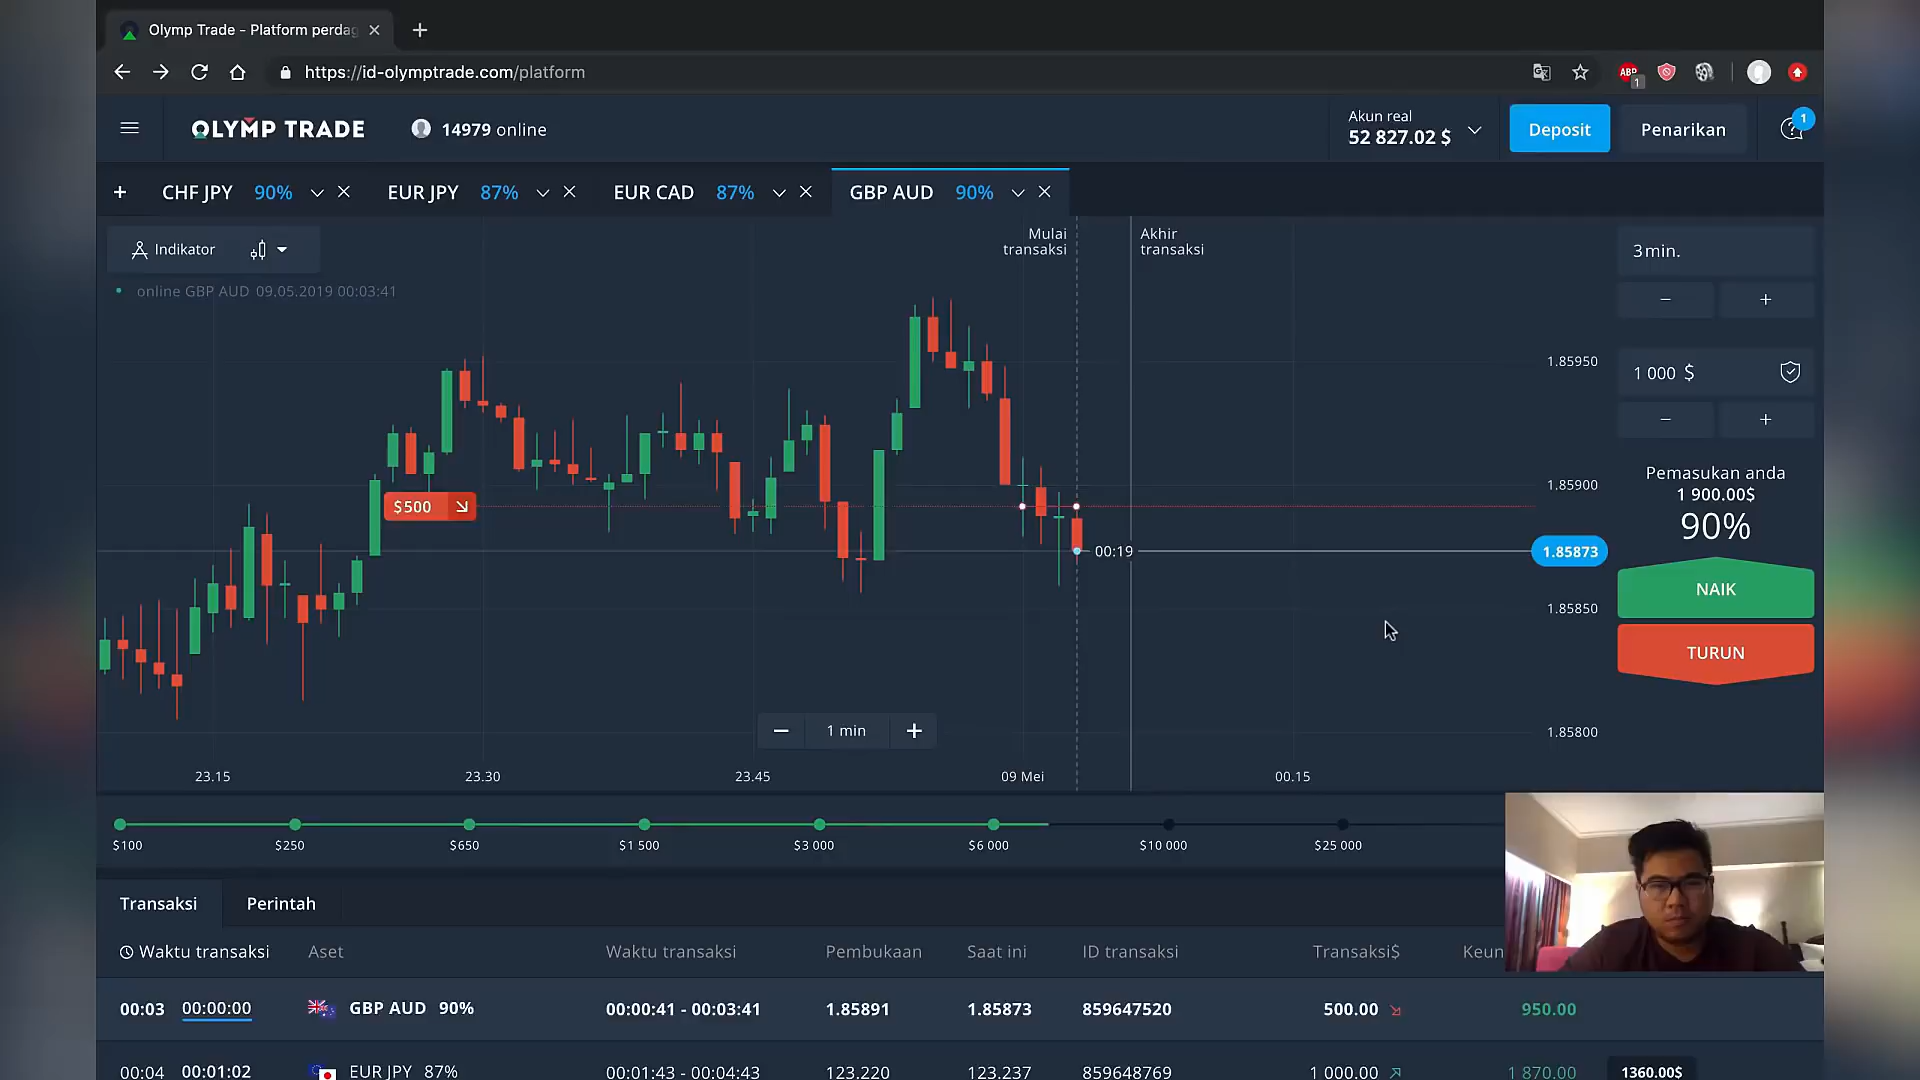 Olymp Trade - Platform perdag
https://id-olymptrade.com/platform
ABP
1
OLYMP TRADE
14979 online
Akun real
52 827.02 $
Deposit
Penarikan
1
CHF JPY 90%
EUR JPY 87%
EUR CAD 87%
GBP AUD 90%
Indikator
online GBP AUD 09.05.2019 00:03:41
Mulai
transaksi
Akhir
transaksi
3min.
1.85950
1 000 $
Pemasukan anda
1 900.00$
90%
1.85900
$500
00:19
1.85873
NAIK
1.85850
TURUN
1 min
1.85800
23.15
23.30
23.45
09 Mei
00.15
$100
$250
$650
$1 500
$3 000
$6 000
$10 000
$25 000
Transaksi
Perintah
Waktu transaksi Aset Waktu transaksi Pembukaan Saat ini ID transaksi Transaksi$ Keun
00:03 00:00:00 GBP AUD 90% 00:00:41 - 00:03:41 1.85891 1.85873 859647520 500.00 950.00
00:04 00:01:02 EUR JPY 87% 00:01:43 - 00:04:43 123.220 123.237 859648769 1 000.00 1 870.00 1360.00$